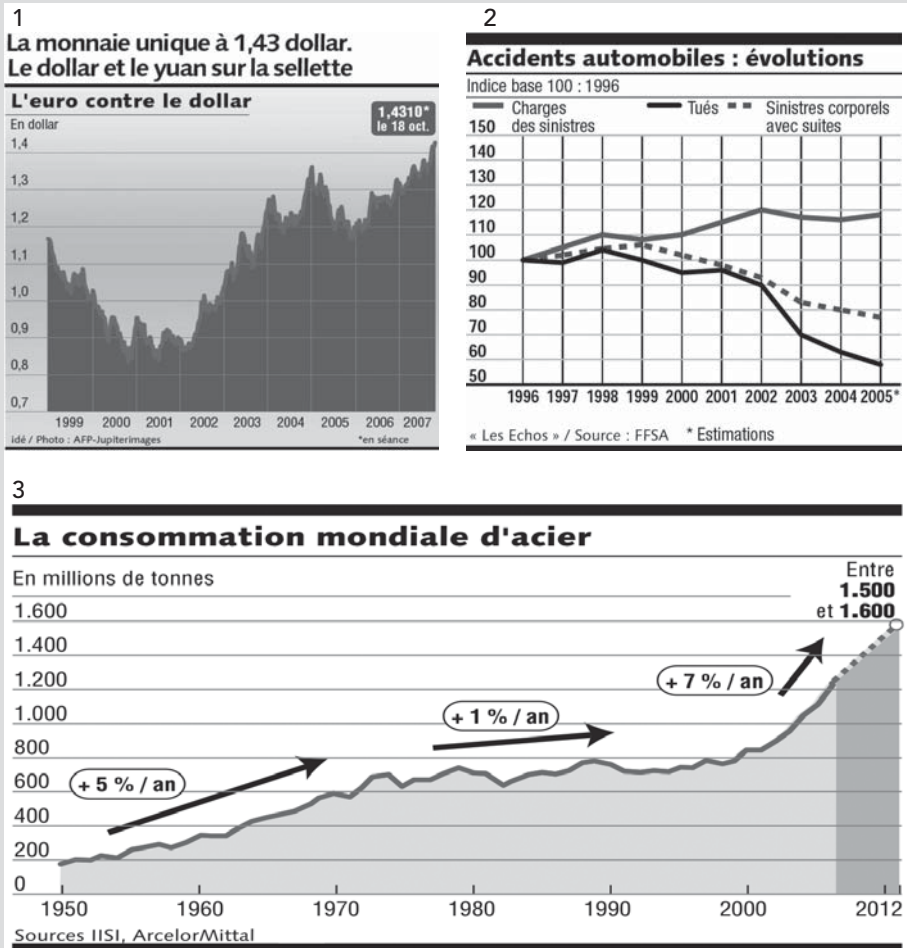 1
La monnaie unique à 1,43 dollar.
Le dollar et le yuan sur la sellette
L'euro contre le dollar
En dollar
1,4310*
le 18 oct.
1,4
1,3
1,2
1,1
1,0
0,9
0,8
0,7
1999 2000 2001 2002 2003 2004 2005 2006 2007
idé / Photo : AFP-Jupiterimages
*en séance
2
Accidents automobiles : évolutions
Indice base 100 : 1996
Charges
des sinistres
Tués
Sinistres corporels
avec suites
150
140
130
120
110
100
90
80
70
60
50
1996 1997 1998 1999 2000 2001 2002 2003 2004 2005*
« Les Echos » / Source : FFSA * Estimations
3
La consommation mondiale d'acier
En millions de tonnes
Entre
1.500
et 1.600
1.600
1.400
1.200
1.000
800
600
400
200
0
+ 5 % / an
+ 1 % / an
+ 7 % / an
1950 1960 1970 1980 1990 2000 2012
Sources IISI, ArcelorMittal